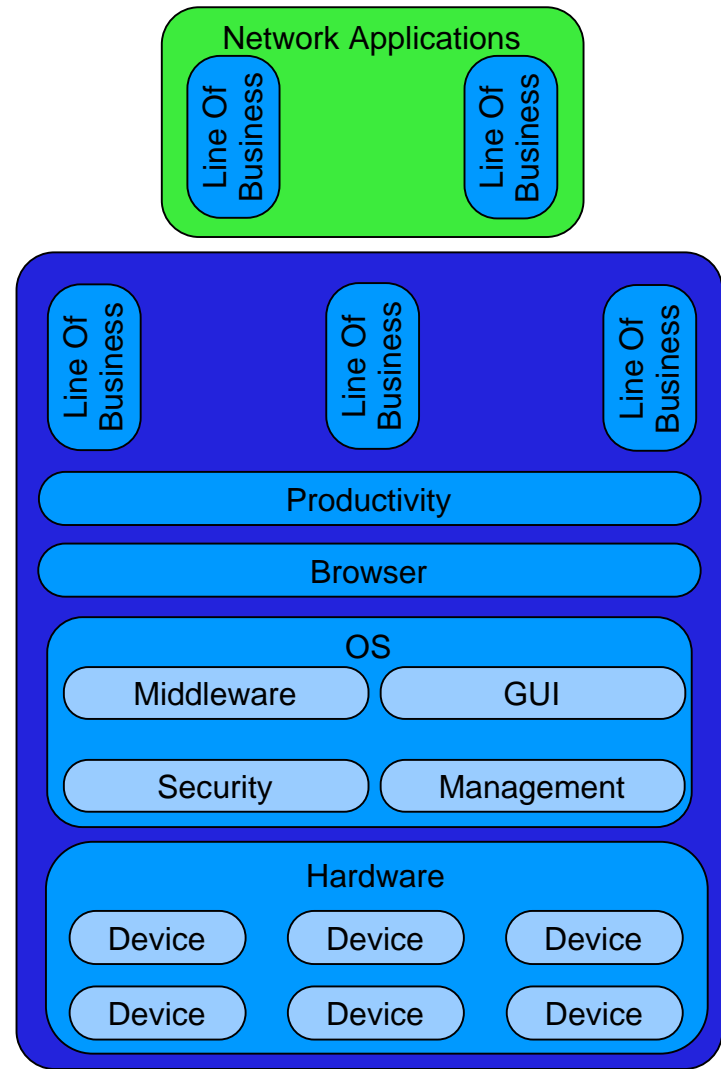 Network Applications
Line Of
Business
Line Of
Business
Line Of
Business
Line Of
Business
Line Of
Business
Productivity
Browser
OS
Middleware
GUI
Security
Management
Hardware
Device
Device
Device
Device
Device
Device